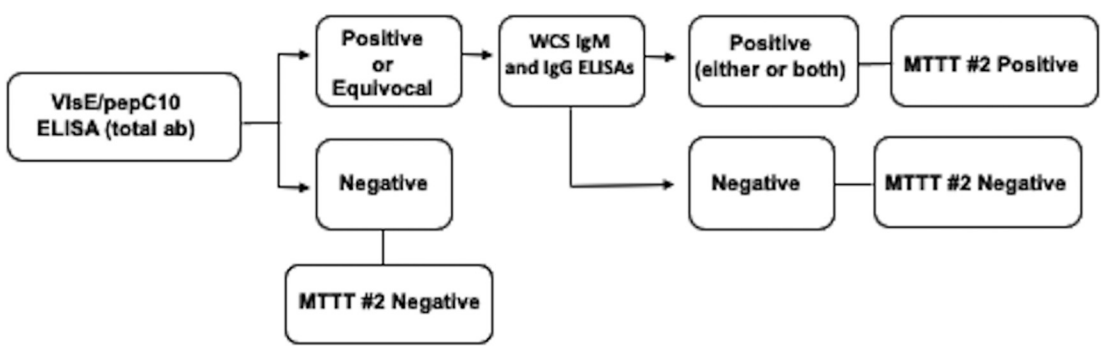 VlsE/pepC10
ELISA (total ab)
Positive
or
Equivocal
WCS IgM
and IgG ELISAs
Positive
(either or both)
MTTT #2 Positive
Negative
MTTT #2 Negative
Negative
MTTT #2 Negative